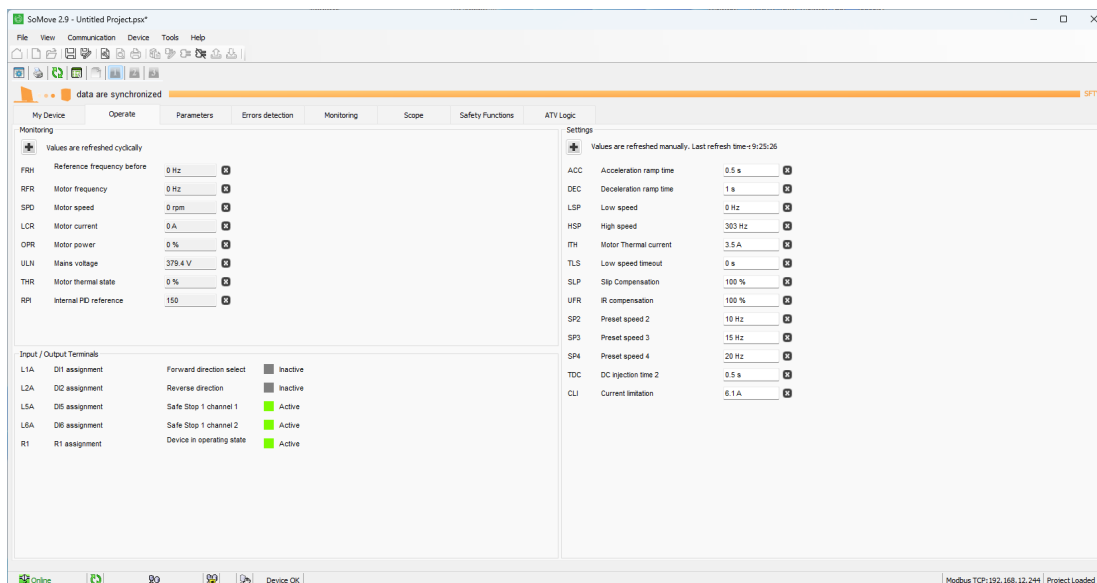 SoMove 2.9 - Untitled Project.psx*
File View Communication Device Tools Help
data are synchronized
My Device Operate Parameters Errors detection Monitoring Scope Safety Functions ATV Logic
Monitoring
Values are refreshed cyclically
FRH Reference frequency before 0 Hz
RFR Motor frequency 0 Hz
SPD Motor speed 0 rpm
LCR Motor current 0 A
OPR Motor power 0 %
ULN Mains voltage 379.4 V
THR Motor thermal state 0 %
RPI Internal PID reference 150
Input / Output Terminals
L1A DI1 assignment Forward direction select Inactive
L2A DI2 assignment Reverse direction Inactive
L5A DI5 assignment Safe Stop 1 channel 1 Active
L6A DI6 assignment Safe Stop 1 channel 2 Active
R1 R1 assignment Device in operating state Active
Settings
Values are refreshed manually. Last refresh time: 9:25:26
ACC Acceleration ramp time 0.5 s
DEC Deceleration ramp time 1 s
LSP Low speed 0 Hz
HSP High speed 303 Hz
ITH Motor Thermal current 3.5 A
TLS Low speed timeout 0 s
SLP Slip Compensation 100 %
UFR IR compensation 100 %
SP2 Preset speed 2 10 Hz
SP3 Preset speed 3 15 Hz
SP4 Preset speed 4 20 Hz
TDC DC injection time 2 0.5 s
CLI Current limitation 6.1 A
Online Device OK Modbus TCP:192.168.12.244 Project Loaded